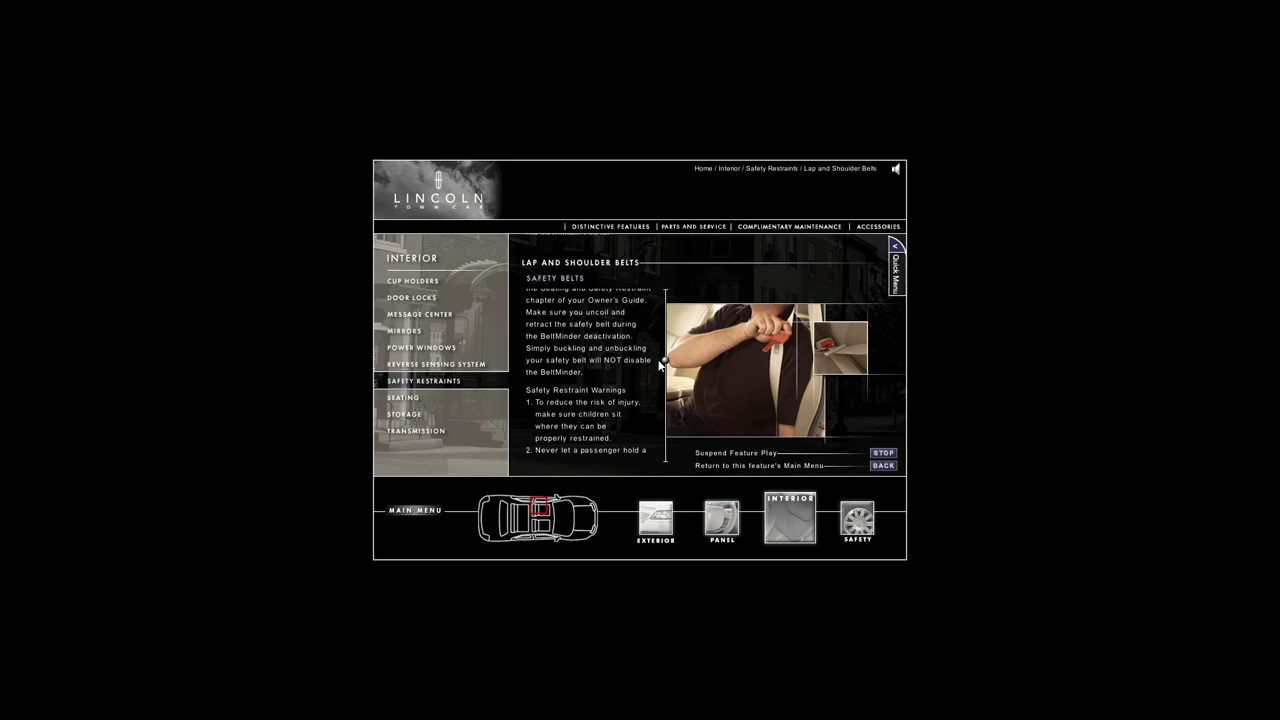 Home / Interior / Safety Restraints / Lap and Shoulder Belts
LINCOLN
TOWN CAR
DISTINCTIVE FEATURES
PARTS AND SERVICE
COMPLIMENTARY MAINTENANCE
ACCESSORIES
INTERIOR
CUP HOLDERS
DOOR LOCKS
MESSAGE CENTER
MIRRORS
POWER WINDOWS
REVERSE SENSING SYSTEM
SAFETY RESTRAINTS
SEATING
STORAGE
TRANSMISSION
LAP AND SHOULDER BELTS
SAFETY BELTS
the Seating and Safety Restraint
chapter of your Owner's Guide.
Make sure you uncoil and
retract the safety belt during
the BeltMinder deactivation.
Simply buckling and unbuckling
your safety belt will NOT disable
the BeltMinder.
Safety Restraint Warnings
1. To reduce the risk of injury,
make sure children sit
where they can be
properly restrained.
2. Never let a passenger hold a
< Quick Menu
Suspend Feature Play
STOP
Return to this feature's Main Menu
BACK
MAIN MENU
EXTERIOR
PANEL
INTERIOR
SAFETY